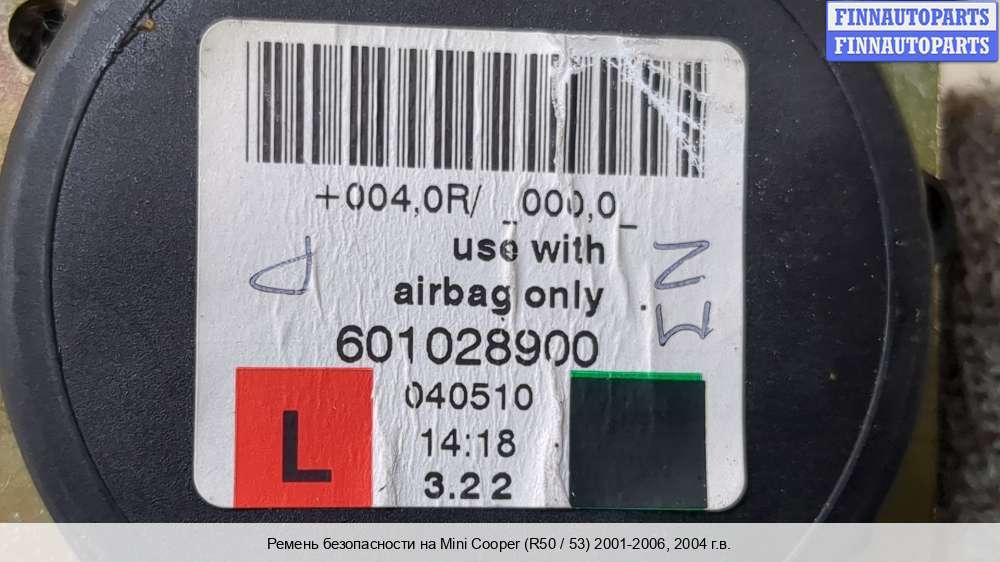 FINNAUTOPARTS
FINNAUTOPARTS
+004,0R/ _000,0_
use with
airbag only
601028900
040510
14:18
3.22
L
Ремень безопасности на Mini Cooper (R50 / 53) 2001-2006, 2004 г.в.